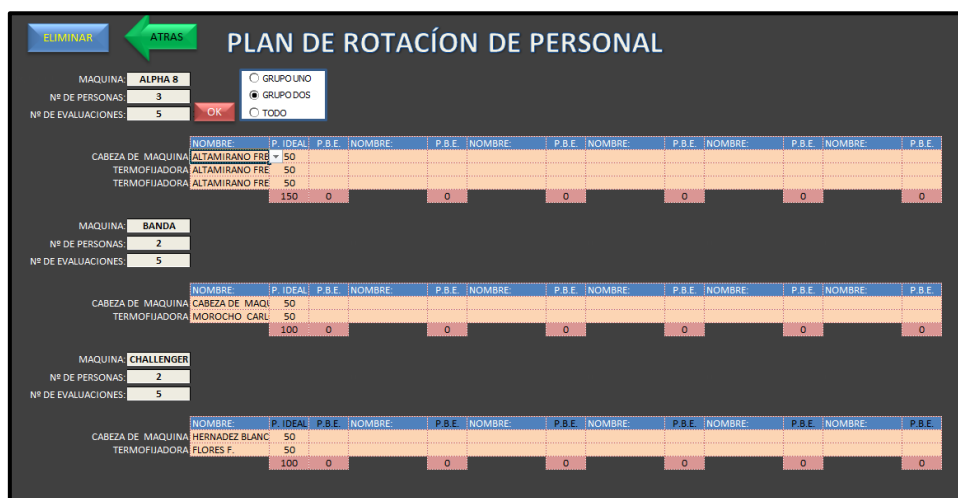 ELIMINAR ATRAS PLAN DE ROTACÍON DE PERSONAL
MAQUINA: ALPHA 8 GRUPO UNO
Nº DE PERSONAS: 3 GRUPO DOS
Nº DE EVALUACIONES: 5 OK TODO
NOMBRE: P. IDEAL P.B.E. NOMBRE: P.B.E. NOMBRE: P.B.E. NOMBRE: P.B.E. NOMBRE: P.B.E. NOMBRE: P.B.E.
CABEZA DE MAQUINA ALTAMIRANO FRE 50
TERMOFIJADORA ALTAMIRANO FRE 50
TERMOFIJADORA ALTAMIRANO FRE 50
150 0 0 0 0 0 0
MAQUINA: BANDA
Nº DE PERSONAS: 2
Nº DE EVALUACIONES: 5
NOMBRE: P. IDEAL P.B.E. NOMBRE: P.B.E. NOMBRE: P.B.E. NOMBRE: P.B.E. NOMBRE: P.B.E. NOMBRE: P.B.E.
CABEZA DE MAQUINA CABEZA DE MAQU 50
TERMOFIJADORA MOROCHO CARL 50
100 0 0 0 0 0 0
MAQUINA: CHALLENGER
Nº DE PERSONAS: 2
Nº DE EVALUACIONES: 5
NOMBRE: P. IDEAL P.B.E. NOMBRE: P.B.E. NOMBRE: P.B.E. NOMBRE: P.B.E. NOMBRE: P.B.E. NOMBRE: P.B.E.
CABEZA DE MAQUINA HERNADEZ BLANC 50
TERMOFIJADORA FLORES F. 50
100 0 0 0 0 0 0